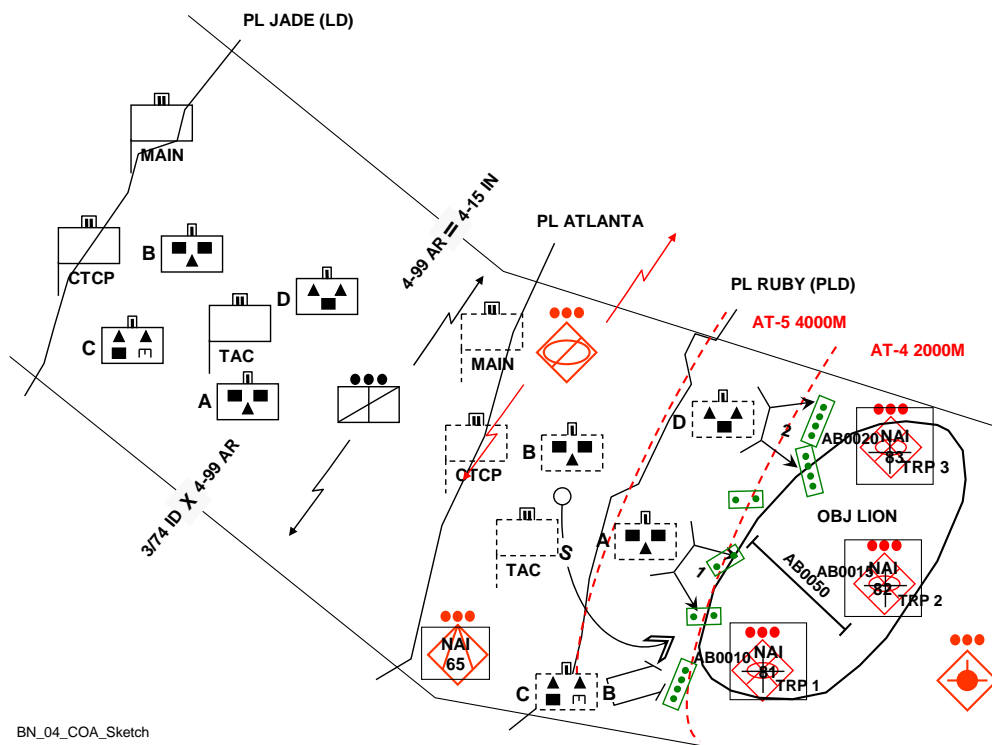 PL JADE (LD)
MAIN
4-99 AR = 4-15 IN
PL ATLANTA
CTCP
B
D
PL RUBY (PLD)
AT-5 4000M
AT-4 2000M
C
E
TAC
A
MAIN
3/74 ID X 4-99 AR
CTCP
B
D
2
AB0020
NAI
83
TRP 3
OBJ LION
S
TAC
A
1
AB0050
AB0015
NAI
82
TRP 2
NAI
65
AB0010
NAI
81
TRP 1
C
E
B
BN_04_COA_Sketch